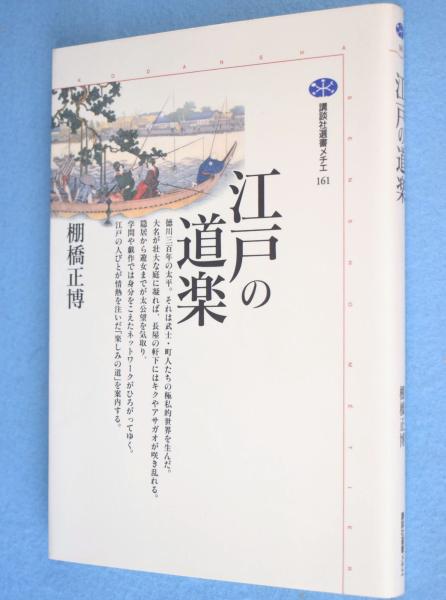 KODANSHA SENSHO METIER
講談社選書メチエ
161
江戸の
道楽
棚橋正博
徳川三百年の太平。それは武士・町人たちの極私的世界を生んだ。
大名が壮大な庭に凝れば、長屋の軒下にはキクやアサガオが咲き乱れる。
隠居から遊女までが太公望を気取り、
学問や戯作では身分をこえたネットワークがひろがってゆく。
江戸の人びとが情熱を注いだ「楽しみの道」を案内する。
江戸の道楽
棚橋正博